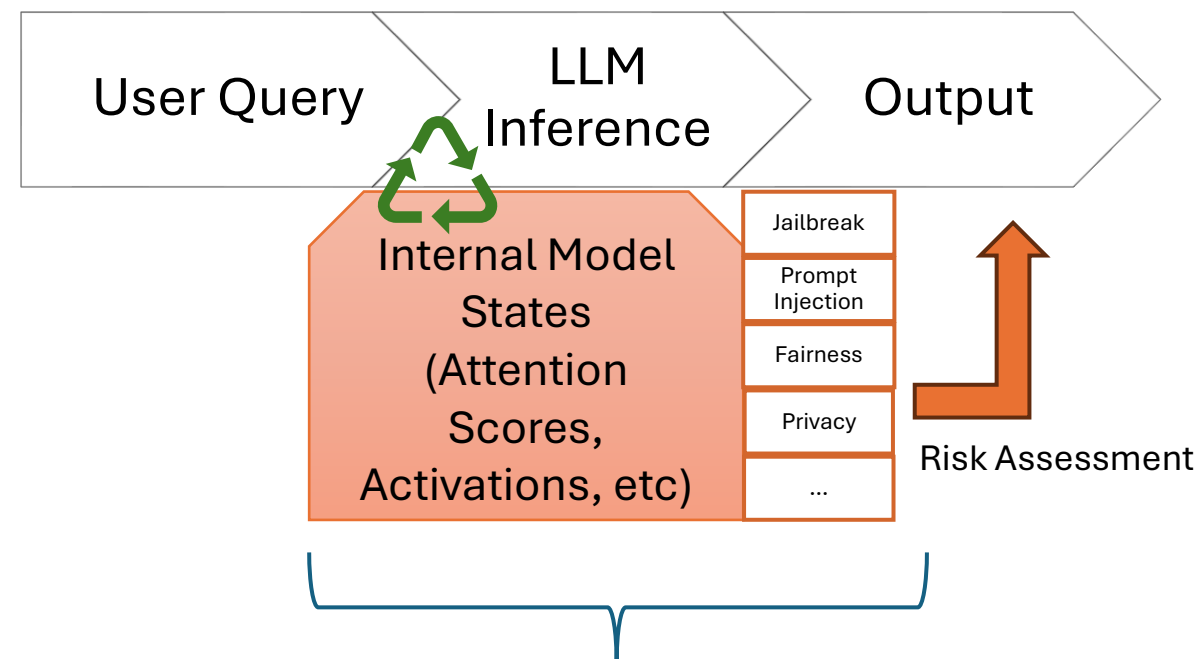 User Query
LLM
Inference
Output
Internal Model
States
(Attention
Scores,
Activations, etc)
Jailbreak
Prompt
Injection
Fairness
Privacy
...
Risk Assessment